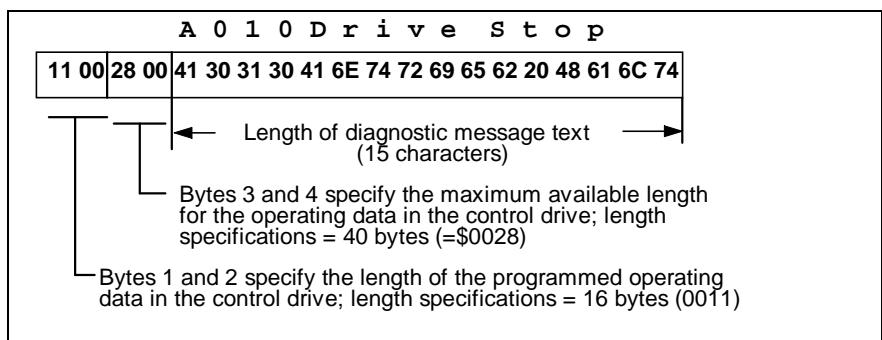 A 0 1 0 D r i v e S t o p
11 00 28 00 41 30 31 30 41 6E 74 72 69 65 62 20 48 61 6C 74
Length of diagnostic message text
(15 characters)
Bytes 3 and 4 specify the maximum available length
for the operating data in the control drive; length
specifications = 40 bytes (=$0028)
Bytes 1 and 2 specify the length of the programmed operating
data in the control drive; length specifications = 16 bytes (0011)